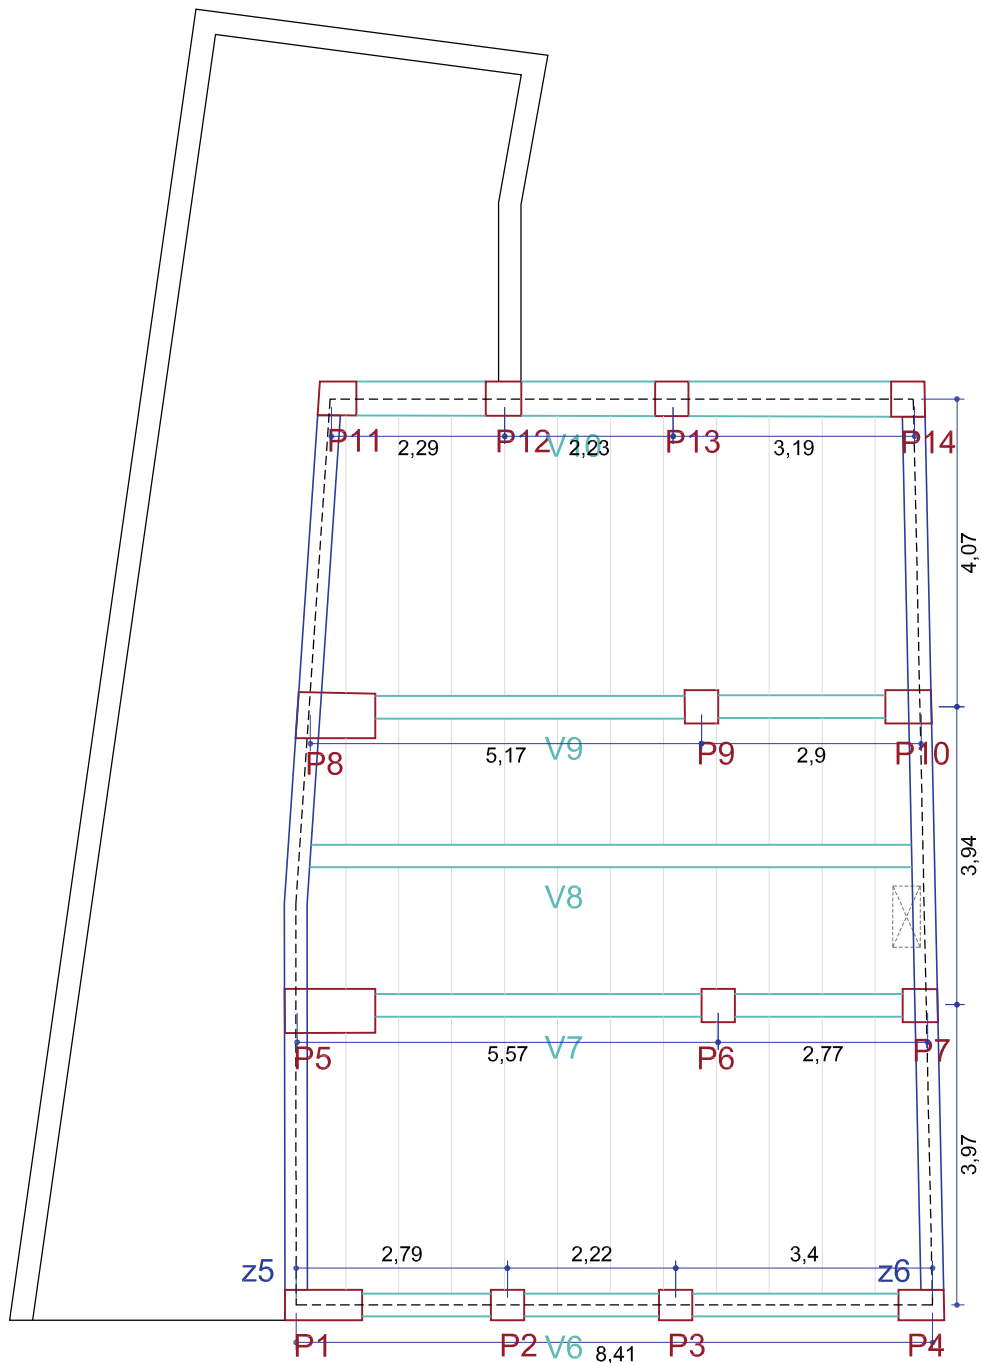 P11 P12 V10 P13 P14
2,29 2,23 3,19
4,07
P8 V9 P9 P10
5,17 2,9
3,94
V8
P5 V7 P6 P7
5,57 2,77
3,97
2,79 2,22 3,4
z5 z6
P1 P2 V6 P3 P4
8,41